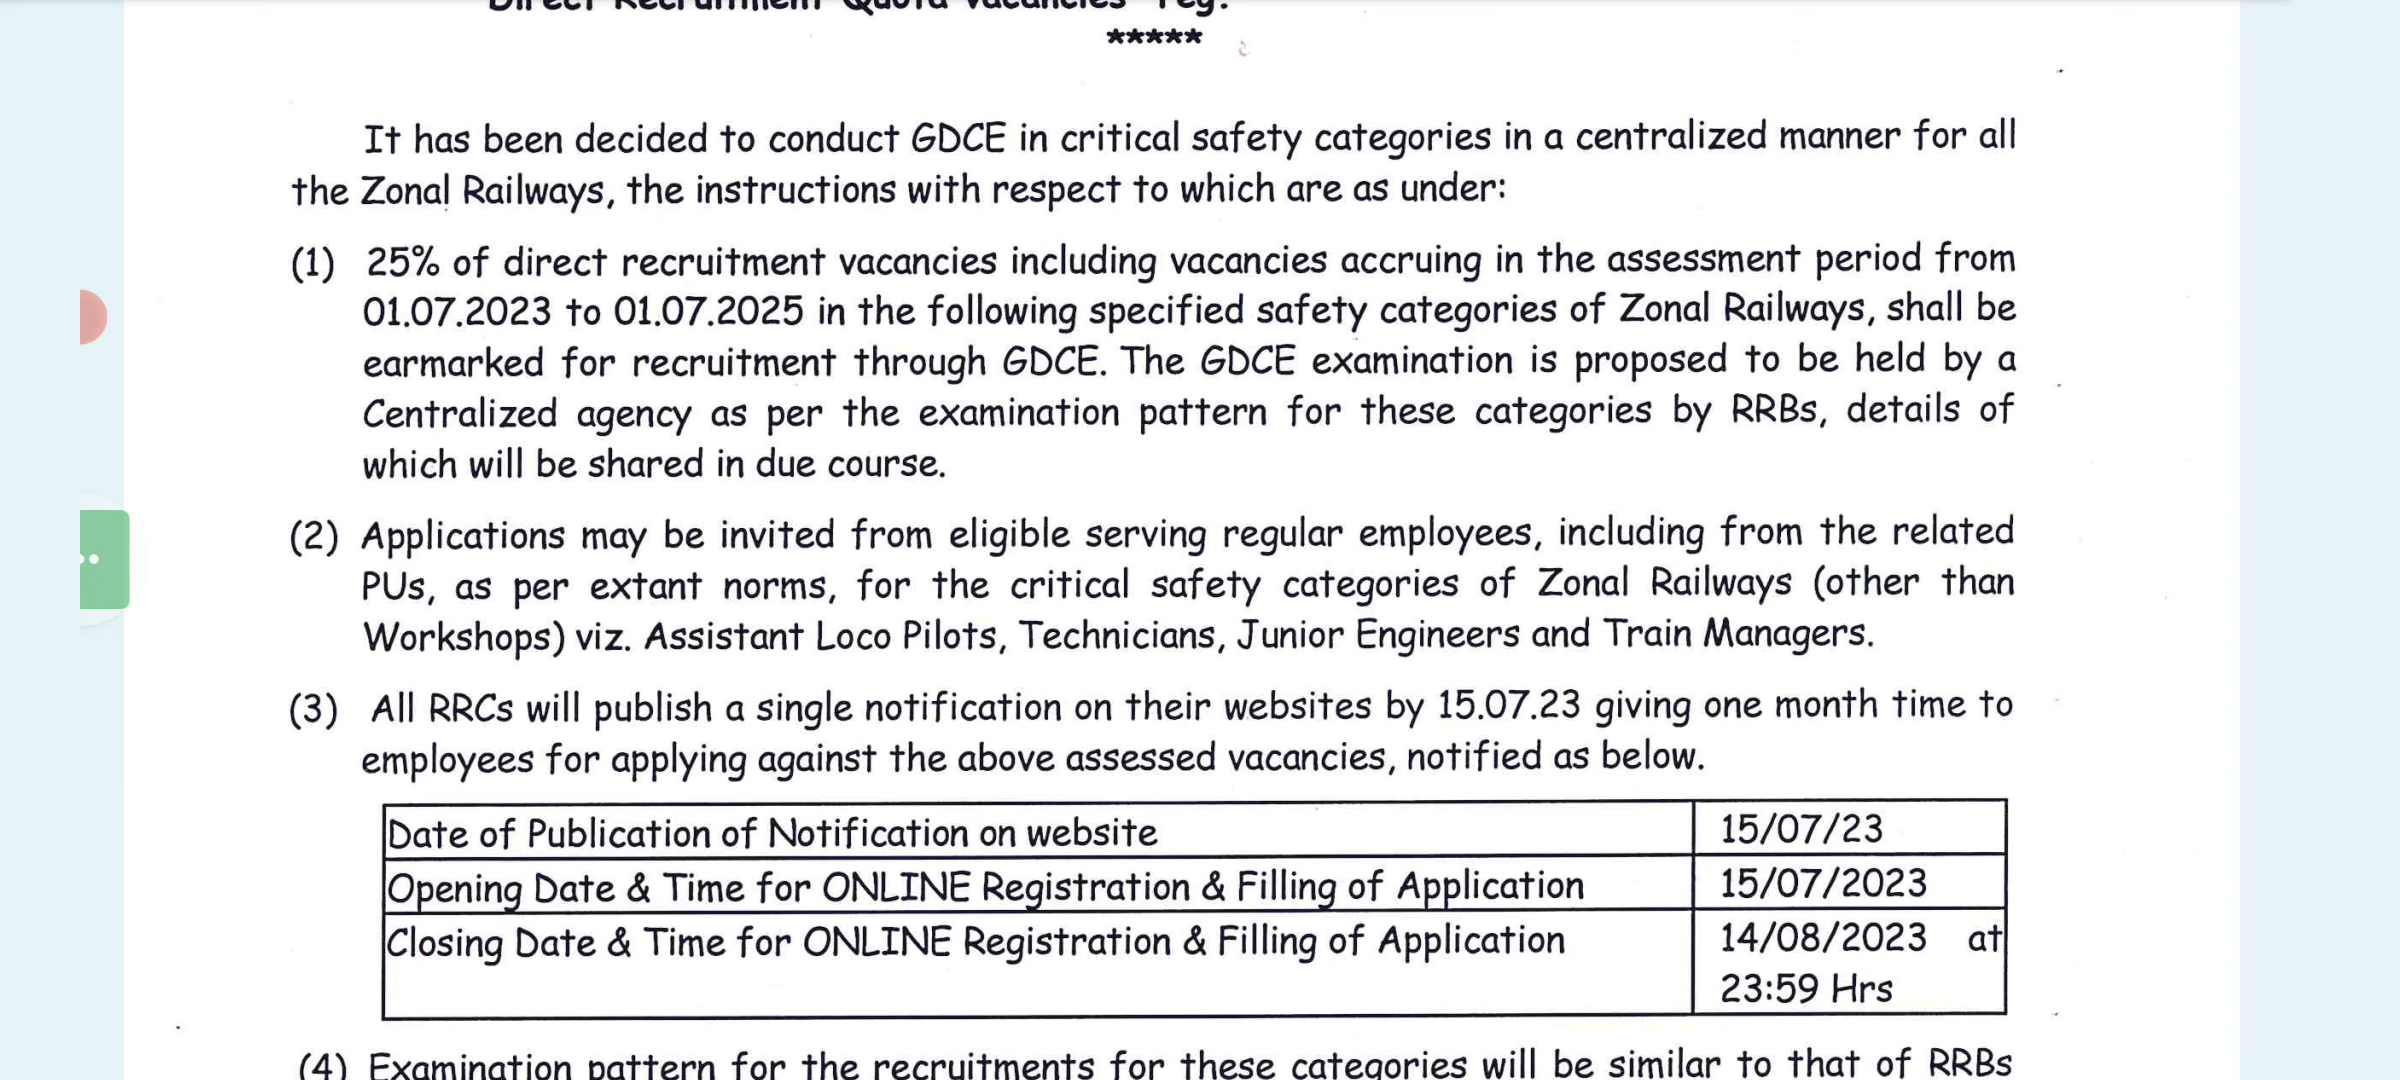 Direct Recruitment Quota Vacancies - reg.
*****
It has been decided to conduct GDCE in critical safety categories in a centralized manner for all
the Zonal Railways, the instructions with respect to which are as under:
(1) 25% of direct recruitment vacancies including vacancies accruing in the assessment period from
01.07.2023 to 01.07.2025 in the following specified safety categories of Zonal Railways, shall be
earmarked for recruitment through GDCE. The GDCE examination is proposed to be held by a
Centralized agency as per the examination pattern for these categories by RRBs, details of
which will be shared in due course.
(2) Applications may be invited from eligible serving regular employees, including from the related
PUs, as per extant norms, for the critical safety categories of Zonal Railways (other than
Workshops) viz. Assistant Loco Pilots, Technicians, Junior Engineers and Train Managers.
(3) All RRCs will publish a single notification on their websites by 15.07.23 giving one month time to
employees for applying against the above assessed vacancies, notified as below.
Date of Publication of Notification on website 15/07/23
Opening Date & Time for ONLINE Registration & Filling of Application 15/07/2023
Closing Date & Time for ONLINE Registration & Filling of Application 14/08/2023 at
23:59 Hrs
(4) Examination pattern for the recruitments for these categories will be similar to that of RRBs